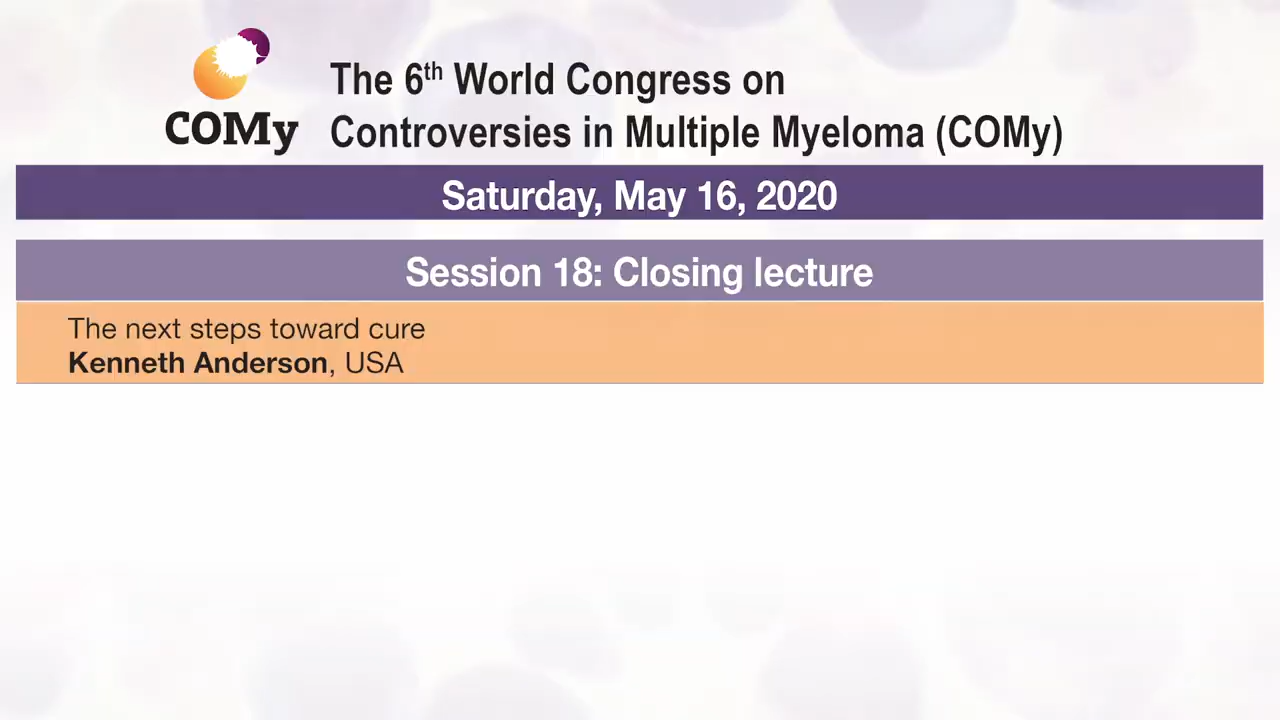 COMy
The 6th World Congress on
Controversies in Multiple Myeloma (COMy)
Saturday, May 16, 2020
Session 18: Closing lecture
The next steps toward cure
Kenneth Anderson, USA